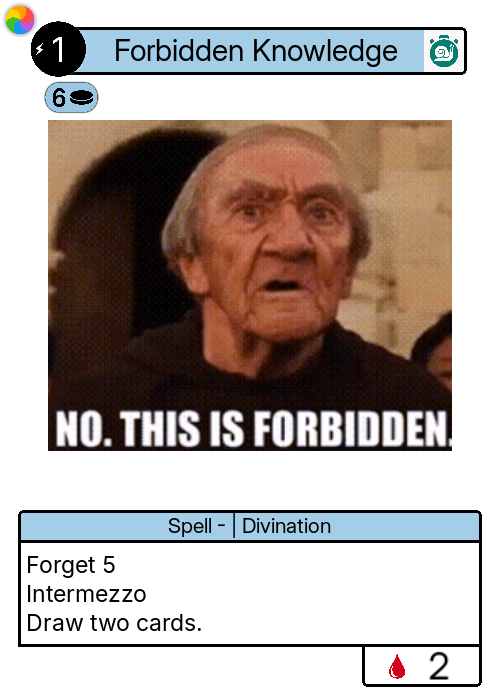 1 Forbidden Knowledge
6
NO. THIS IS FORBIDDEN.
Spell - | Divination
Forget 5
Intermezzo
Draw two cards.
2